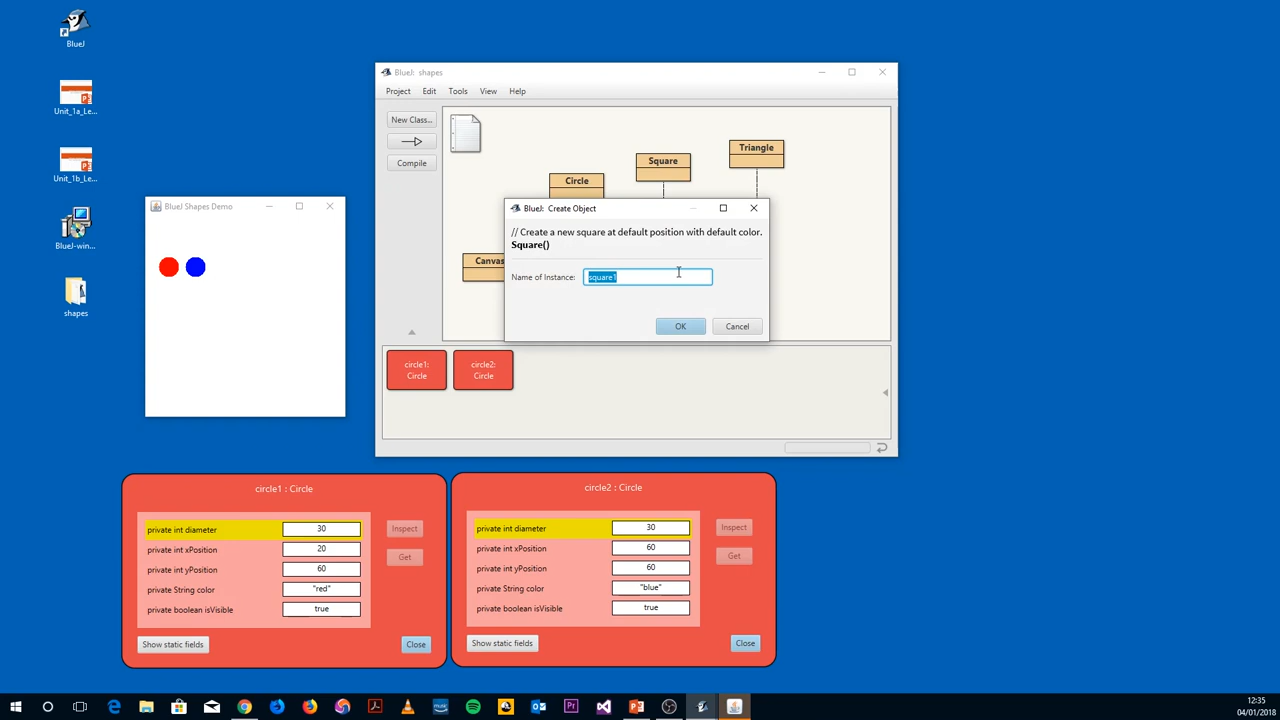 BlueJ
Unit_1a_Le...
Unit_1b_Le...
BlueJ-win...
shapes
BlueJ Shapes Demo
BlueJ: shapes
Project Edit Tools View Help
New Class...
Compile
Circle
Square
Triangle
Canvas
BlueJ: Create Object
// Create a new square at default position with default color.
Square()
Name of Instance: square1
OK Cancel
circle1:
Circle
circle2:
Circle
circle1 : Circle
private int diameter 30
private int xPosition 20
private int yPosition 60
private String color "red"
private boolean isVisible true
Inspect
Get
Show static fields Close
circle2 : Circle
private int diameter 30
private int xPosition 60
private int yPosition 60
private String color "blue"
private boolean isVisible true
Inspect
Get
Show static fields Close
music
12:35
04/01/2018